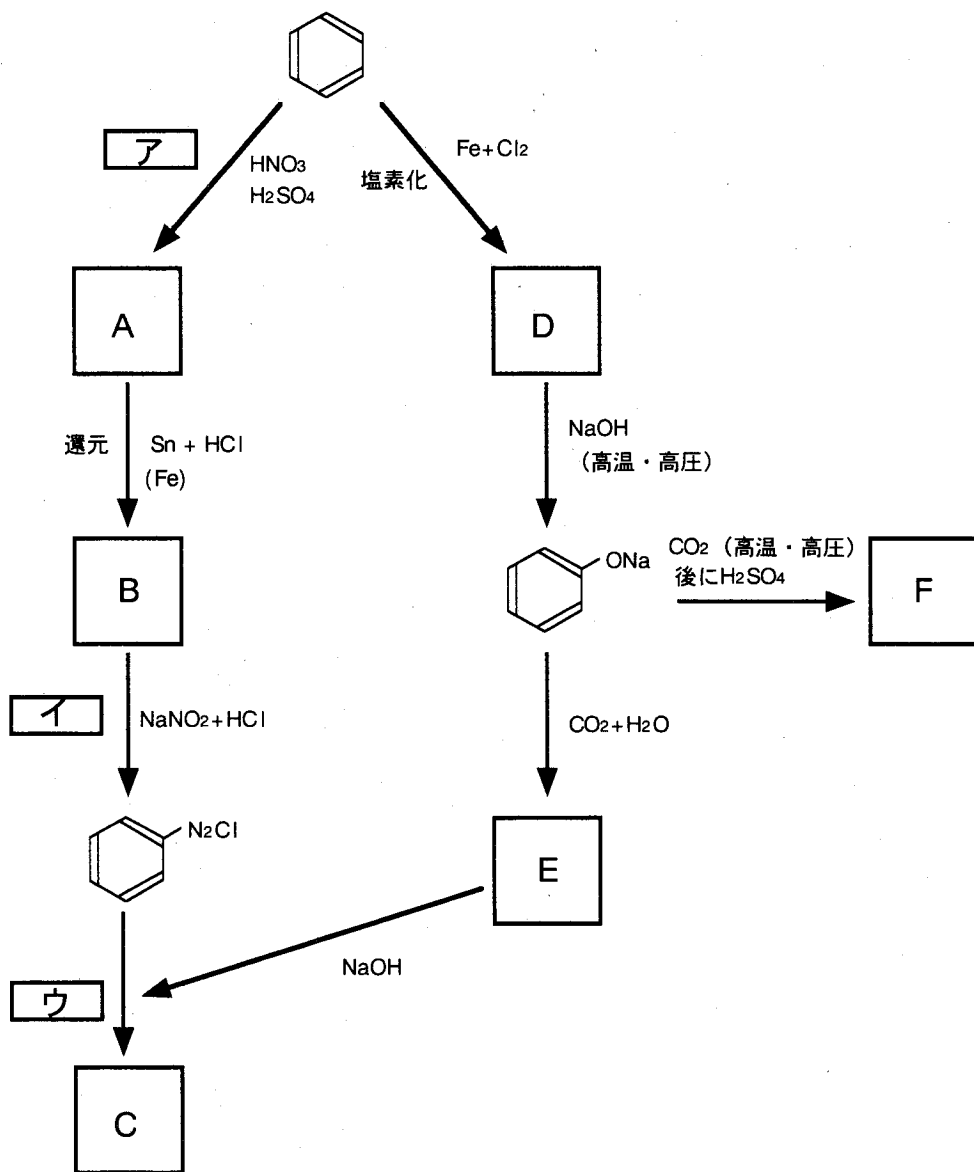 ア
HNO3
H2SO4
Fe+Cl2
塩素化
A
D
還元
Sn + HCl
(Fe)
NaOH
(高温・高圧)
B
ONa
CO2 (高温・高圧)
後にH2SO4
F
イ
NaNO2+HCl
CO2+H2O
N2Cl
E
NaOH
ウ
C